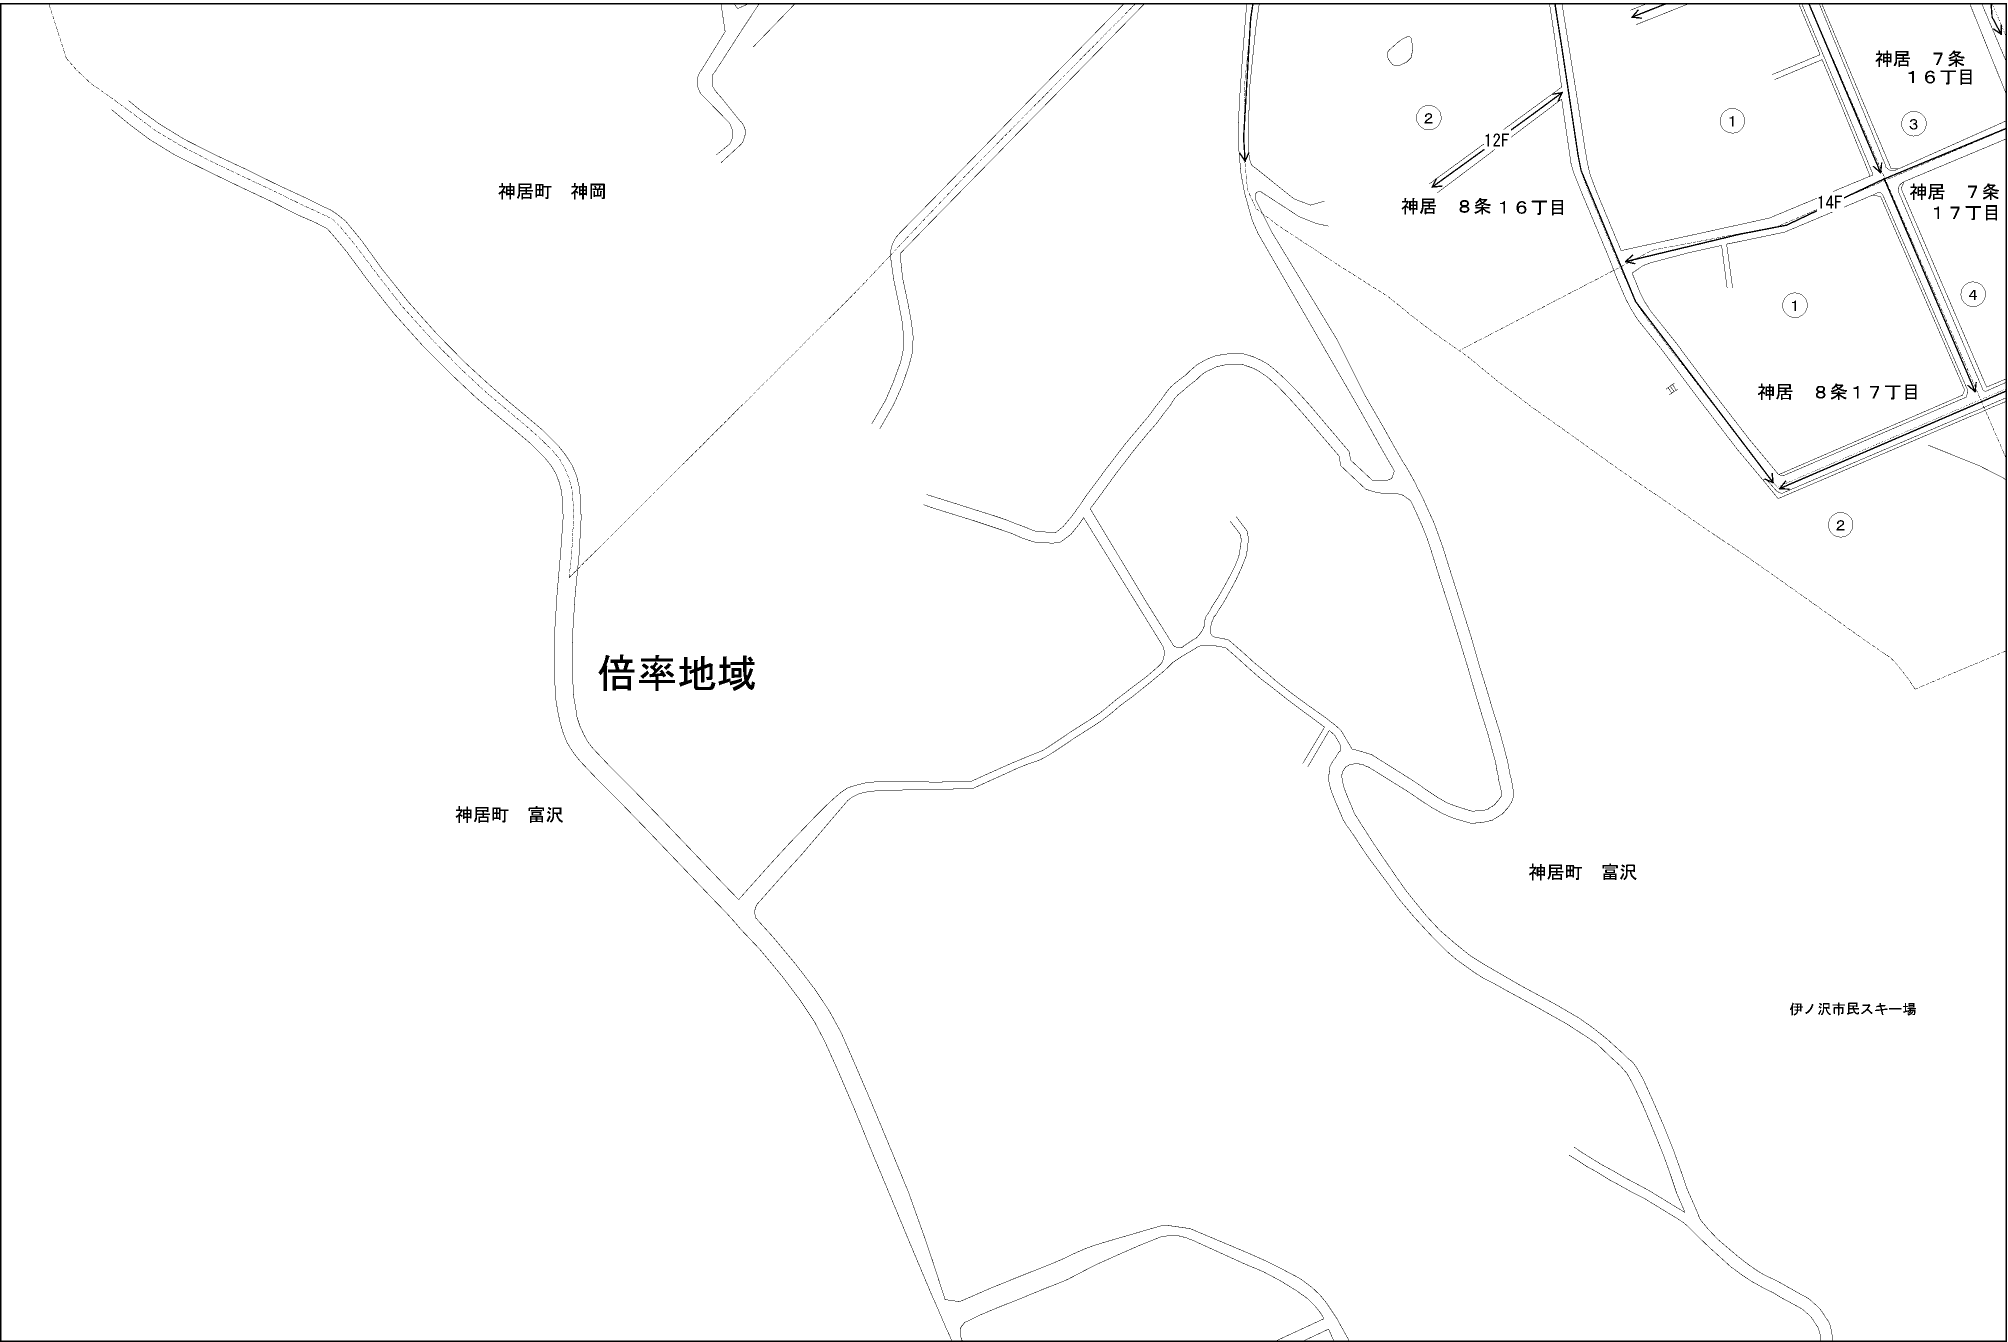 神居　７条
１６丁目
②
①
③
12F
神居町　神岡
神居　８条１６丁目
14F
神居　７条
１７丁目
④
①
神居　８条１７丁目
②
倍率地域
神居町　富沢
神居町　富沢
伊ノ沢市民スキー場